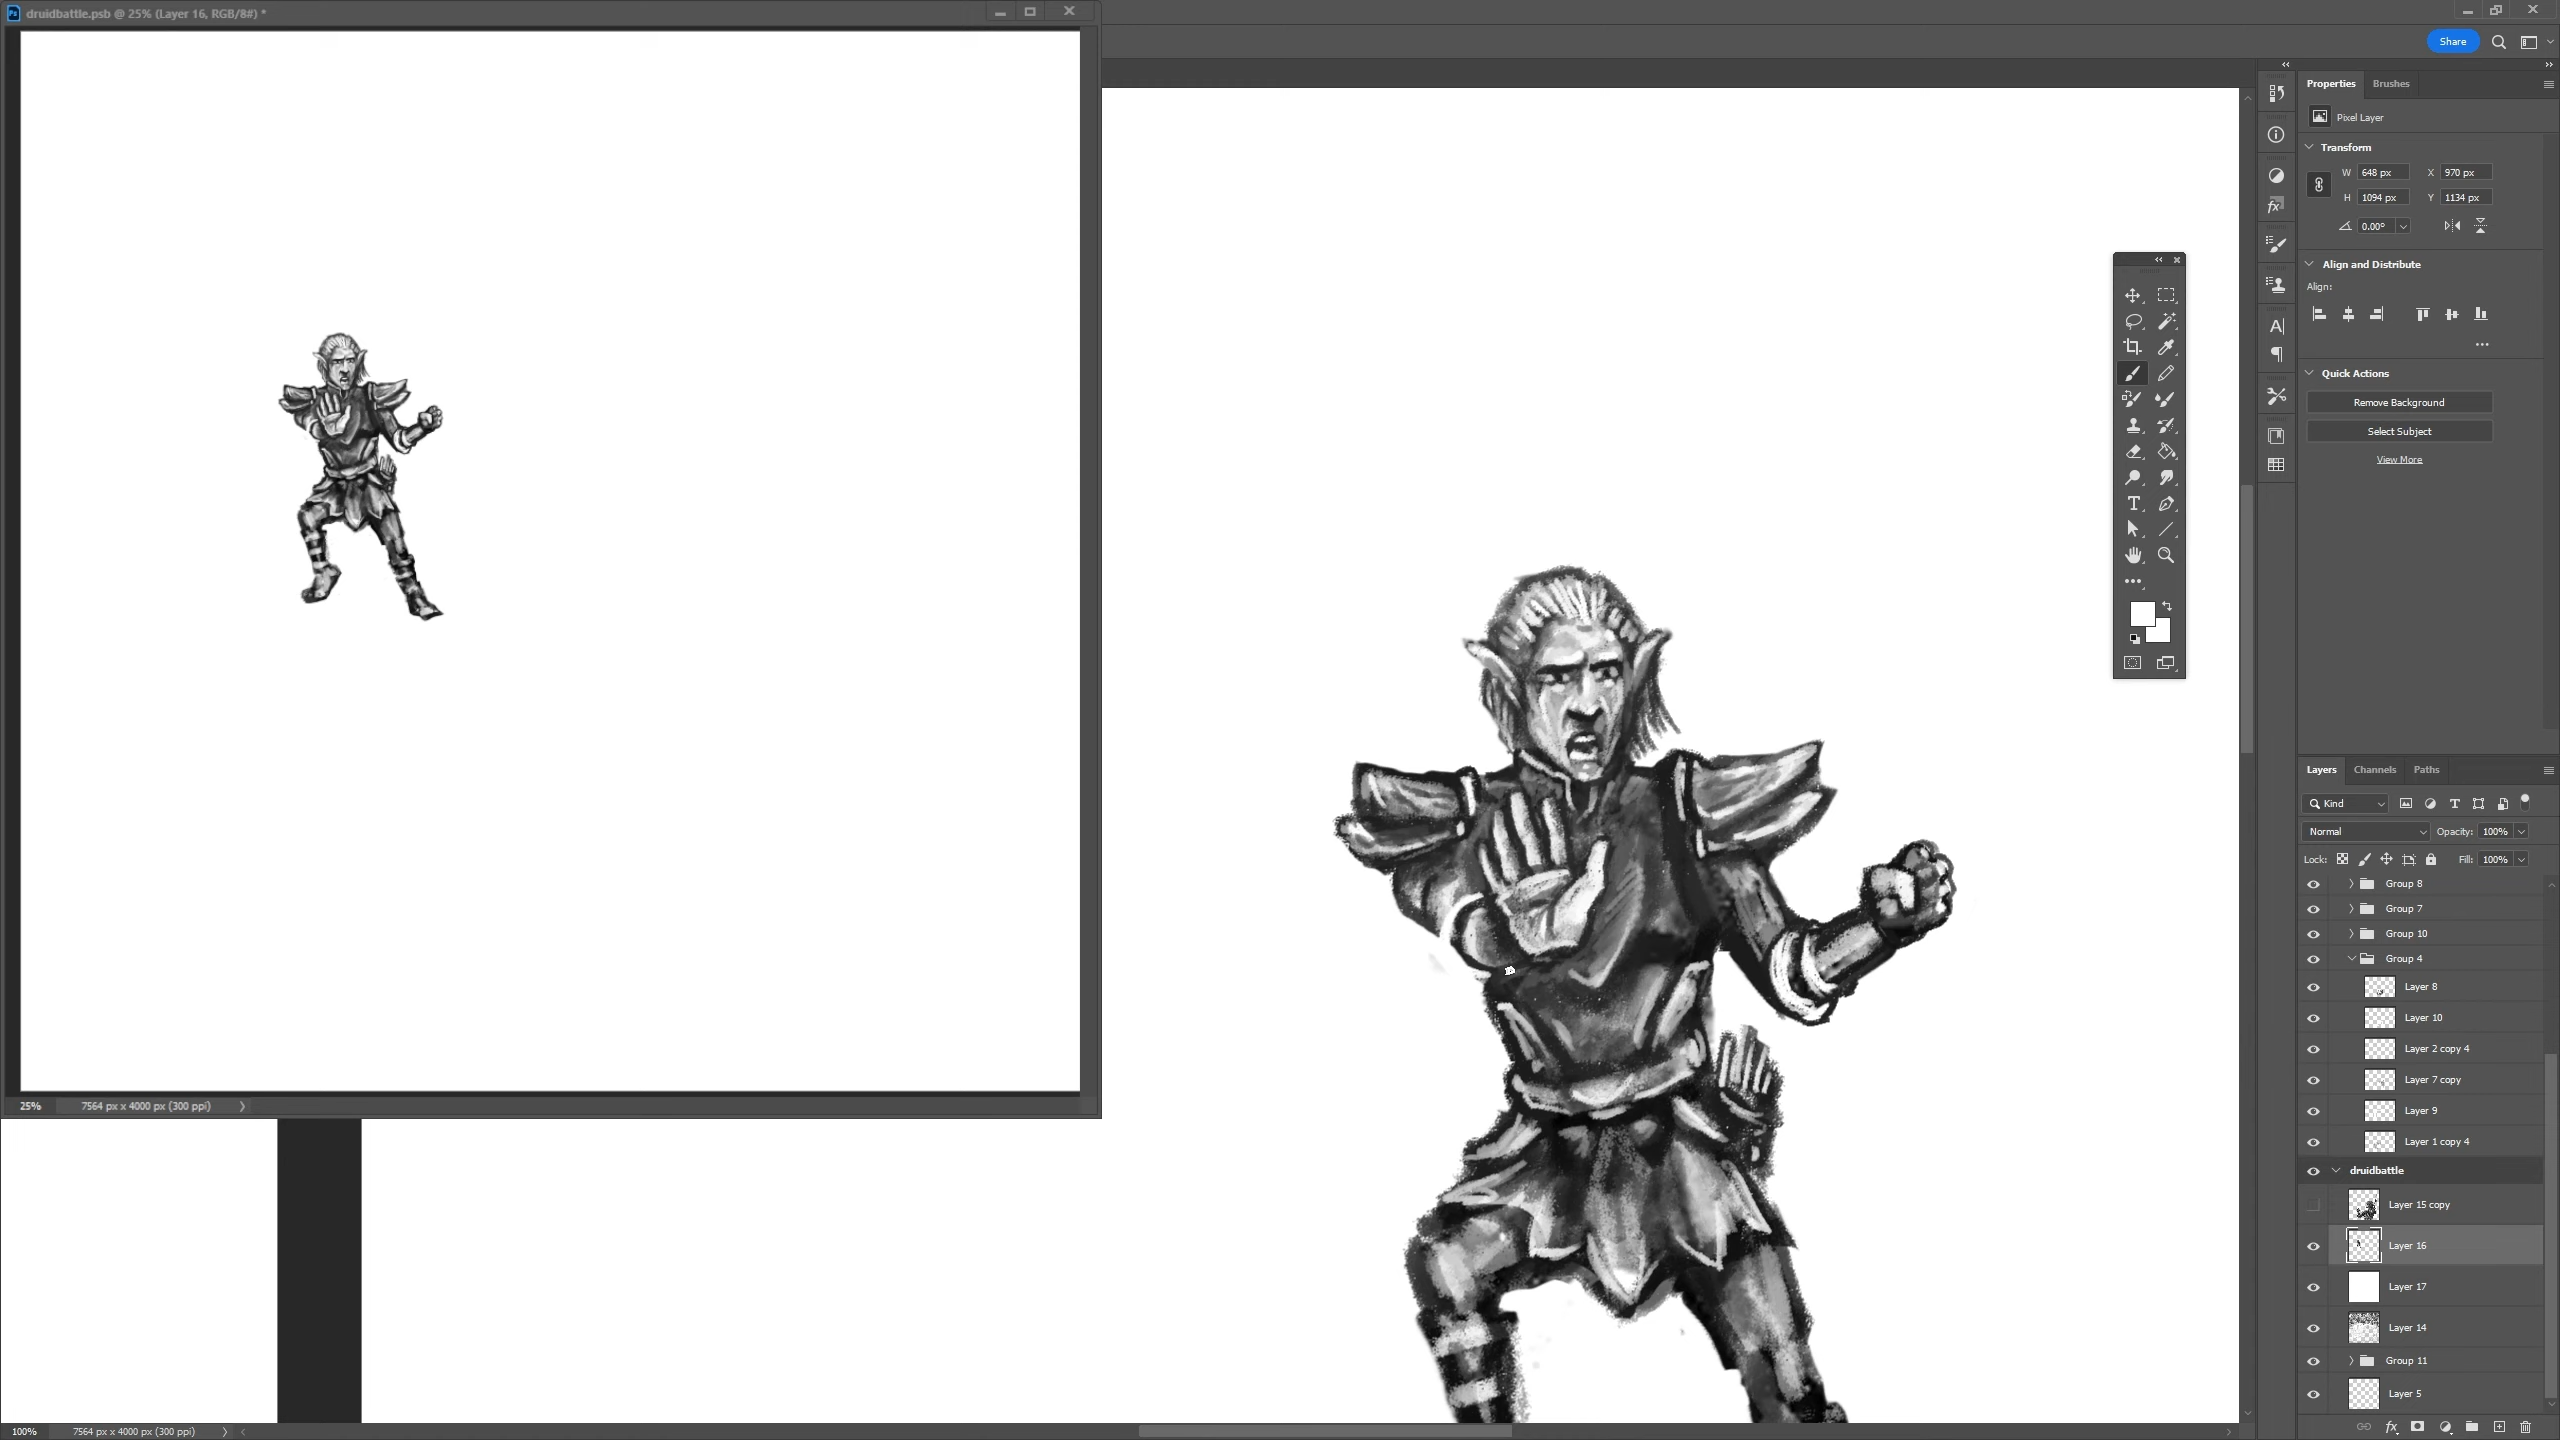 Ps druidbattle.psb @ 25% (Layer 16, RGB/8#) *
Share
Properties Brushes
Pixel Layer
Transform
W 648 px X 970 px
H 1094 px Y 1134 px
0.00°
Align and Distribute
Align:
Quick Actions
Remove Background
Select Subject
View More
Layers Channels Paths
Kind
Normal Opacity: 100%
Lock: Fill: 100%
Group 8
Group 7
Group 10
Group 4
Layer 8
Layer 10
Layer 2 copy 4
Layer 7 copy
Layer 9
Layer 1 copy 4
druidbattle
Layer 15 copy
Layer 16
Layer 17
Layer 14
Group 11
Layer 5
25% 7564 px x 4000 px (300 ppi)
100% 7564 px x 4000 px (300 ppi)